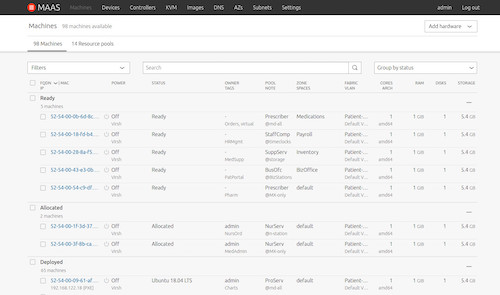 MAAS Machines Devices Controllers KVM Images DNS AZs Subnets Settings admin Log out
Machines 98 machines available Add hardware
98 Machines 14 Resource pools
Filters Search Group by status
FQDN MAC POWER STATUS OWNER POOL ZONE FABRIC CORES RAM DISKS STORAGE
IP TAGS NOTE SPACES VLAN ARCH
Ready
5 machines
52-54-00-0b-6d-8c... Off Ready - Prescriber Medications Patient-... 1 1 GiB 1 5.4 GB
Virsh Orders, virtual @md-all Default V... amd64
52-54-00-18-fd-b4... Off Ready - StaffComp Payroll Patient-... 1 1 GiB 1 5.4 GB
Virsh HRMgmt @timeclocks Default V... amd64
52-54-00-28-8a-f5... Off Ready - SuppServ Inventory Patient-... 1 1 GiB 1 5.4 GB
Virsh MedSupp @storage Default V... amd64
52-54-00-43-e3-0b... Off Ready - BusOfc BizOffice Patient-... 1 1 GiB 1 5.4 GB
Virsh PatPortal @BizStations Default V... amd64
52-54-00-54-c9-df... Off Ready - Prescriber default Patient-... 1 1 GiB 1 5.4 GB
Virsh Pharm @MH-only Default V... amd64
Allocated
2 machines
52-54-00-1f-3d-37... Off Allocated admin NurServ default Patient-... 1 1 GiB 1 5.4 GB
Virsh NursOrd @n-station Default V... amd64
52-54-00-3f-8b-ca... Off Allocated admin NurServ default Patient-... 1 1 GiB 1 5.4 GB
Virsh MedAdmin @RN-only Default V... amd64
Deployed
65 machines
52-54-00-09-61-af... Off Ubuntu 18.04 LTS admin ProServ default Patient-... 1 1 GiB 1 5.4 GB
192.168.122.18 (PXE) Virsh Charts @md-all Default V... amd64